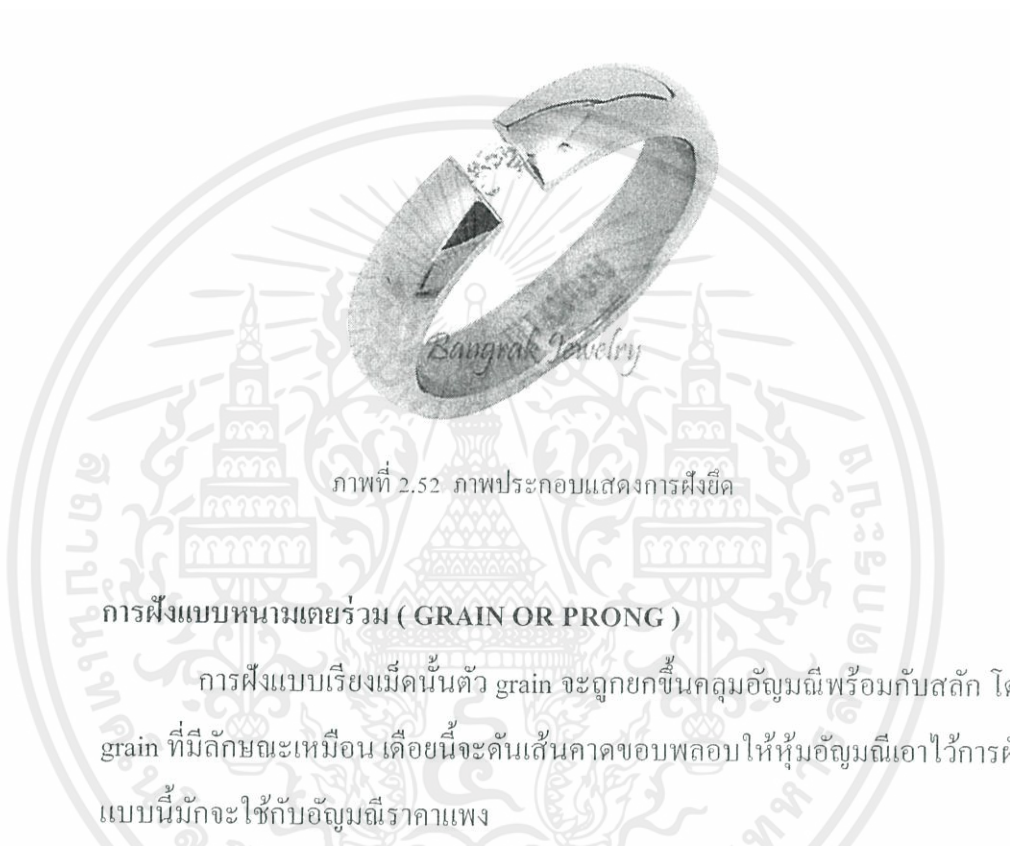 Bangrak Jewelry
ภาพที่ 2.52 ภาพประกอบแสดงการฝังยึด
การฝังแบบหนามเตยร่วม ( GRAIN OR PRONG )
การฝังแบบเรียงเม็ดนั้นตัว grain จะถูกยกขึ้นคลุมอัญมณีพร้อมกับสลัก
grain ที่มีลักษณะเหมือน เดือยนี้จะดันเส้นคาดขอบพลอบให้หุ้มอัญมณีเอาไว้การ
แบบนี้มักจะใช้กับอัญมณีราคาแพง